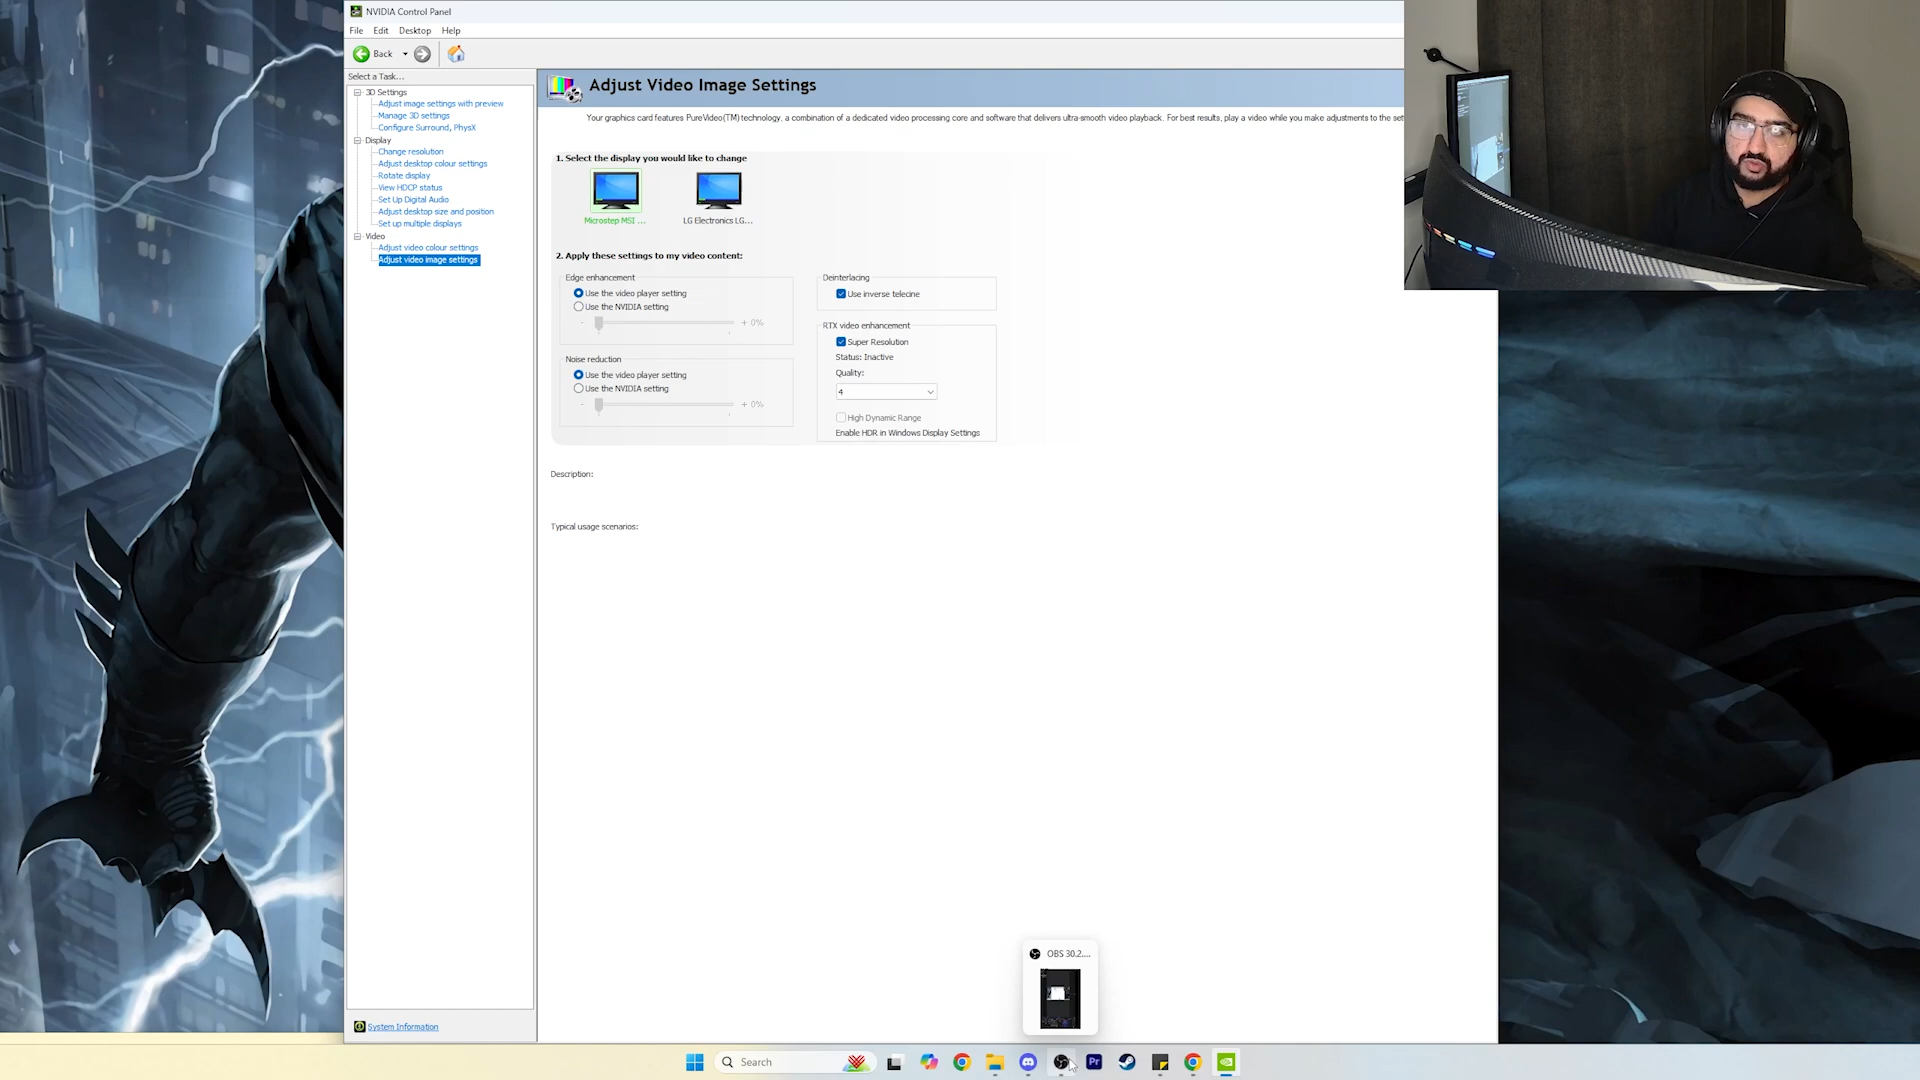 NVIDIA Control Panel
File Edit Desktop Help
Back
Select a Task...
3D Settings
Adjust image settings with preview
Manage 3D settings
Configure Surround, PhysX
Display
Change resolution
Adjust desktop colour settings
Rotate display
View HDCP status
Set Up Digital Audio
Adjust desktop size and position
Set up multiple displays
Video
Adjust video colour settings
Adjust video image settings
System Information
Adjust Video Image Settings
Your graphics card features PureVideo(TM) technology, a combination of a dedicated video processing core and software that delivers ultra-smooth video playback. For best results, play a video while you make adjustments to the set
1. Select the display you would like to change
Microstep MSI ...
LG Electronics LG...
2. Apply these settings to my video content:
Edge enhancement
Use the video player setting
Use the NVIDIA setting
- + 0%
Noise reduction
Use the video player setting
Use the NVIDIA setting
- + 0%
Deinterlacing
Use inverse telecine
RTX video enhancement
Super Resolution
Status: Inactive
Quality:
4
High Dynamic Range
Enable HDR in Windows Display Settings
Description:
Typical usage scenarios:
OBS 30.2....
Search
Pr